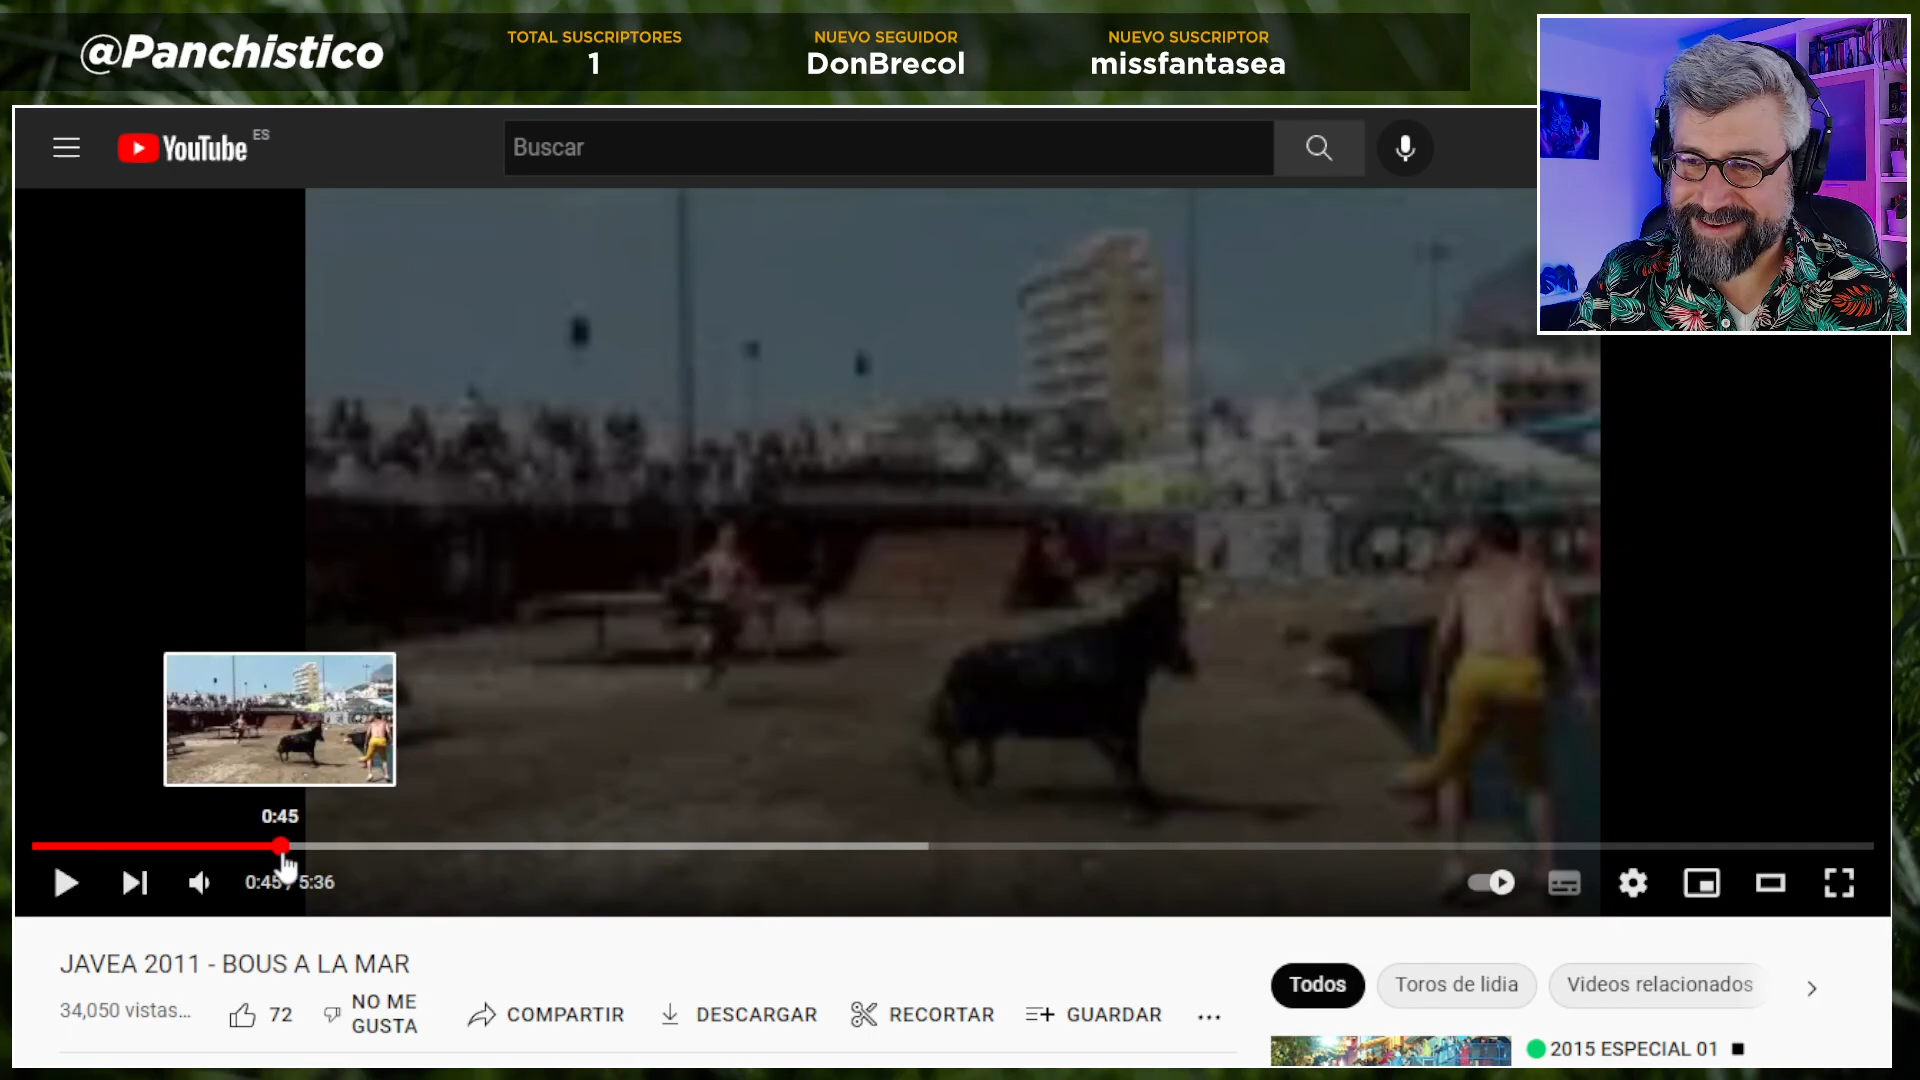 @Panchistico
TOTAL SUSCRIPTORES
1
NUEVO SEGUIDOR
DonBrecol
NUEVO SUSCRIPTOR
missfantasea
YouTube ES
Buscar
0:45
0:45 / 5:36
JAVEA 2011 - BOUS A LA MAR
34,050 vistas...
72
NO ME GUSTA
COMPARTIR
DESCARGAR
RECORTAR
GUARDAR
Todos
Toros de lidia
Videos relacionados
2015 ESPECIAL 01